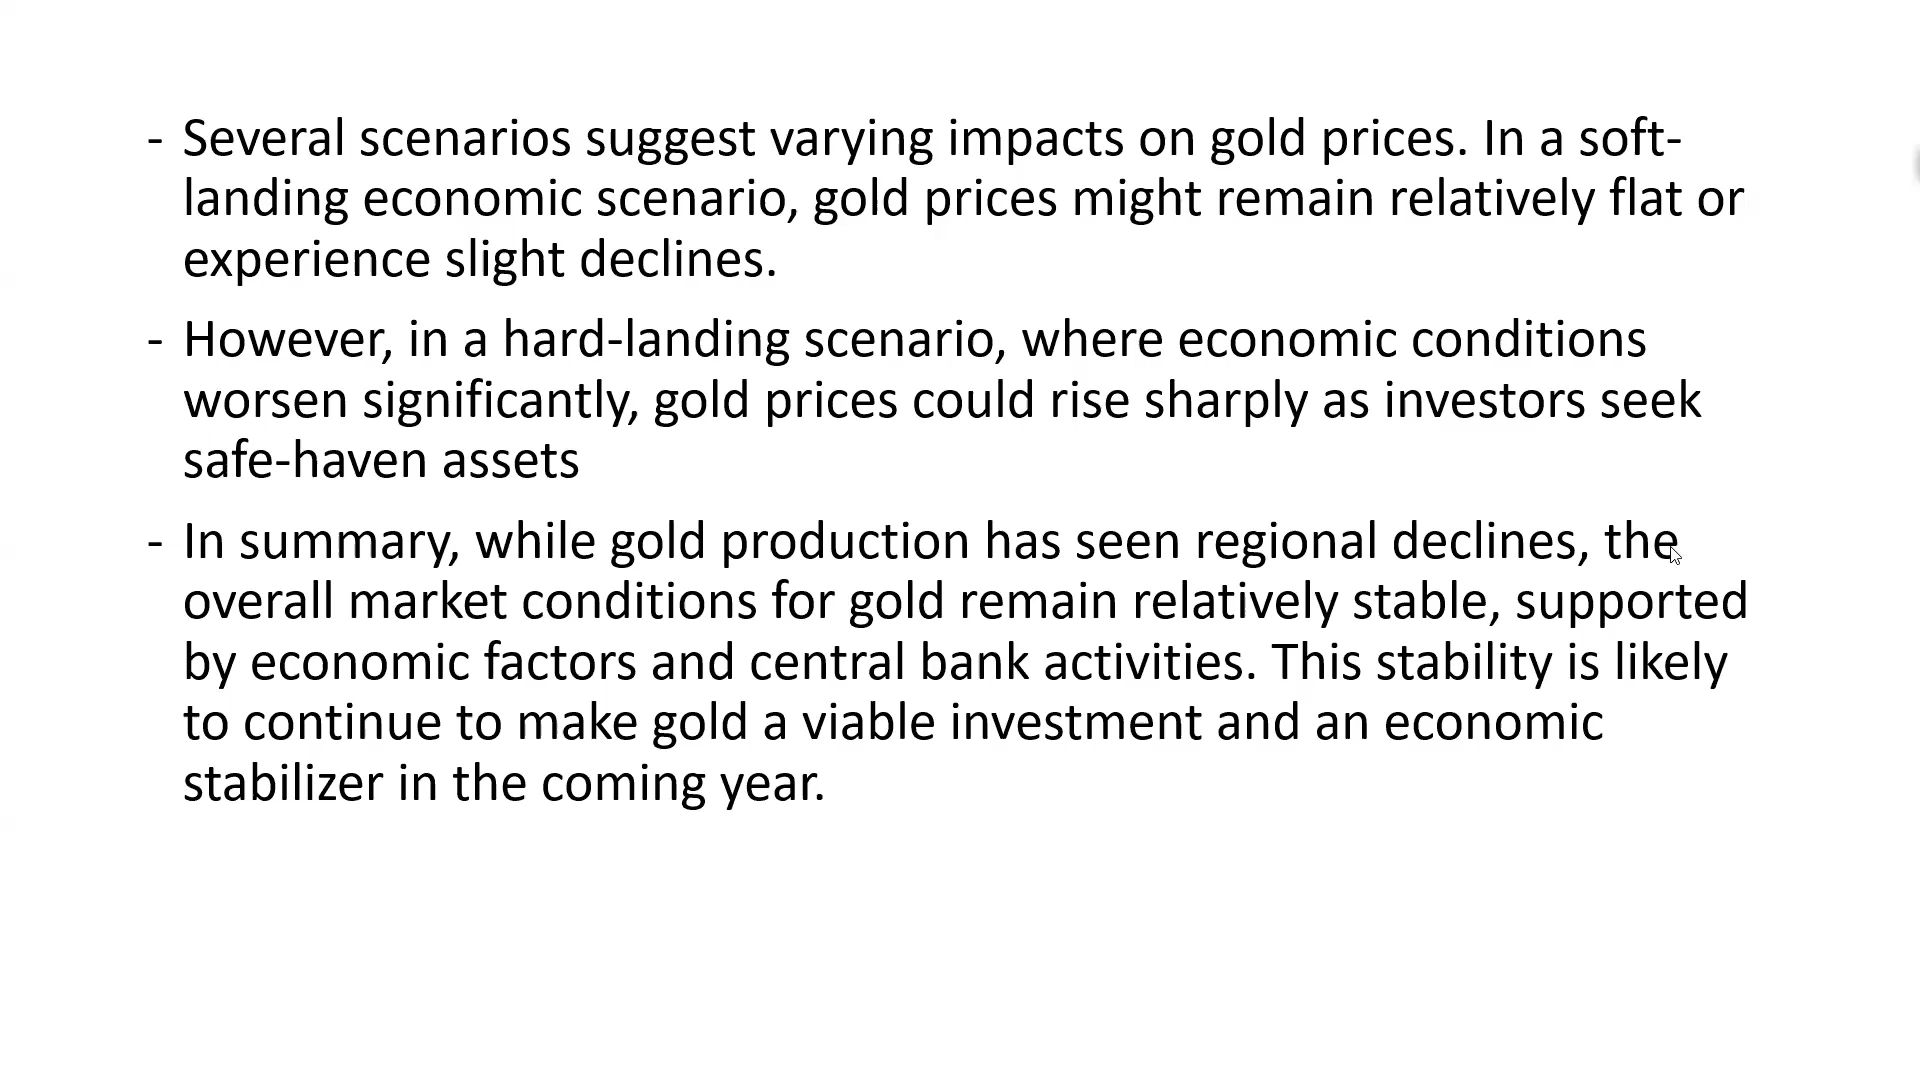 - Several scenarios suggest varying impacts on gold prices. In a soft-
landing economic scenario, gold prices might remain relatively flat or
experience slight declines.
- However, in a hard-landing scenario, where economic conditions
worsen significantly, gold prices could rise sharply as investors seek
safe-haven assets
- In summary, while gold production has seen regional declines, the
overall market conditions for gold remain relatively stable, supported
by economic factors and central bank activities. This stability is likely
to continue to make gold a viable investment and an economic
stabilizer in the coming year.